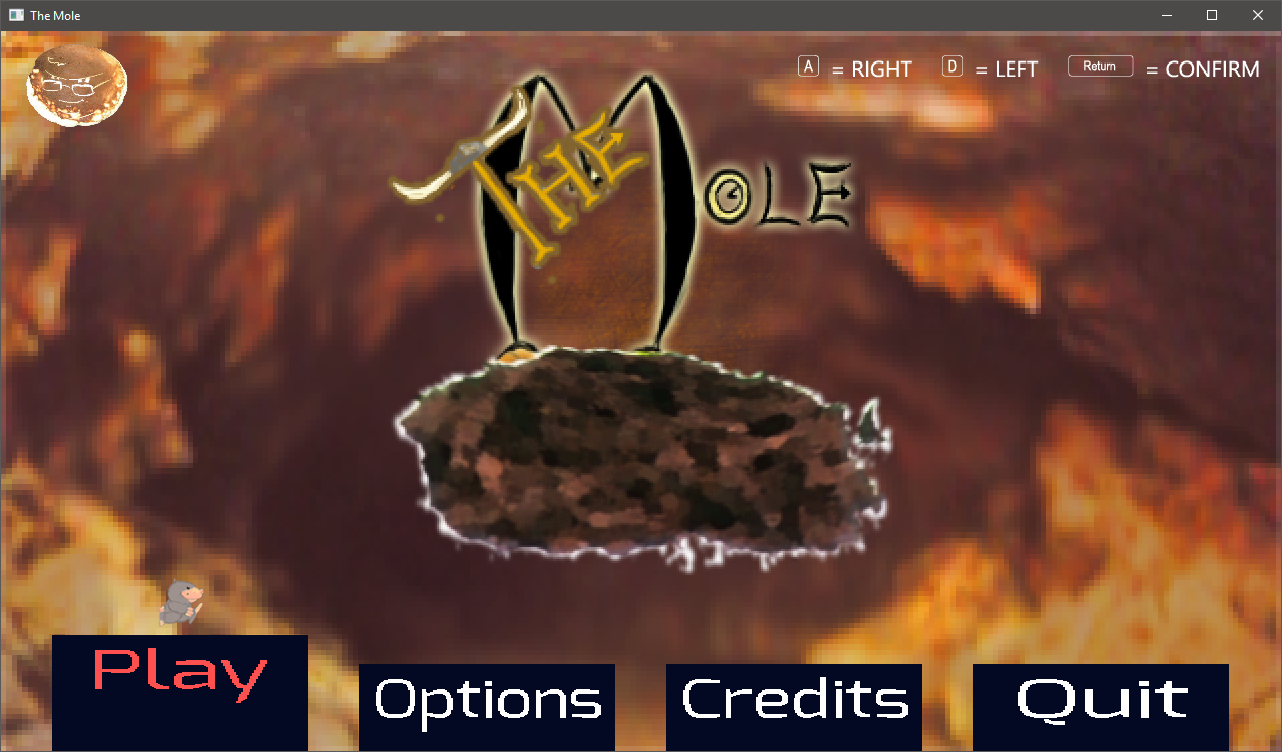 The Mole
A = RIGHT D = LEFT Return = CONFIRM
THE
MOLE
Play
Options
Credits
Quit